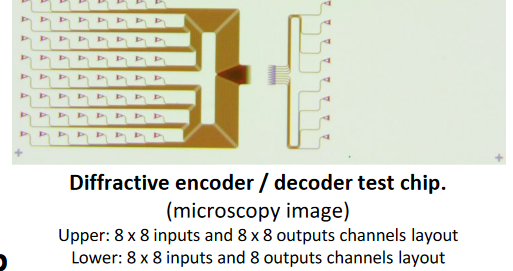 Diffractive encoder / decoder test chip.
(microscopy image)
Upper: 8 x 8 inputs and 8 x 8 outputs channels layout
Lower: 8 x 8 inputs and 8 outputs channels layout